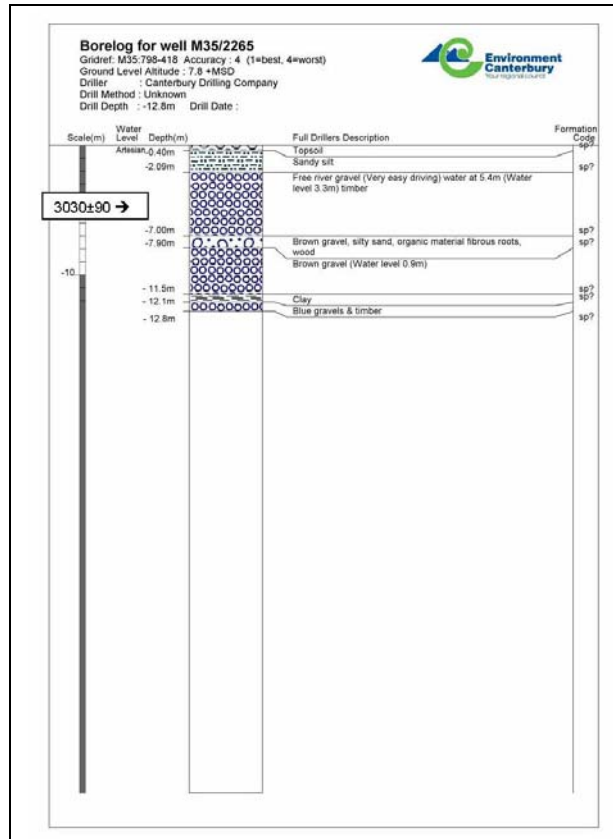 Borelog for well M35/2265
Gridref: M35:798-418 Accuracy : 4 (1=best, 4=worst)
Ground Level Altitude : 7.8 +MSD
Driller : Canterbury Drilling Company
Drill Method : Unknown
Drill Depth : -12.8m Drill Date :
Environment
Canterbury
Your regional council
Scale(m) Water Level Depth(m) Full Drillers Description Formation Code
Artesian -0.40m Topsoil sp?
-2.09m Sandy silt sp?
Free river gravel (Very easy driving) water at 5.4m (Water
level 3.3m) timber
3030±90 →
-7.00m sp?
-7.90m Brown gravel, silty sand, organic material fibrous roots, sp?
wood
Brown gravel (Water level 0.9m)
-10
- 11.5m sp?
- 12.1m Clay sp?
Blue gravels & timber
- 12.8m sp?